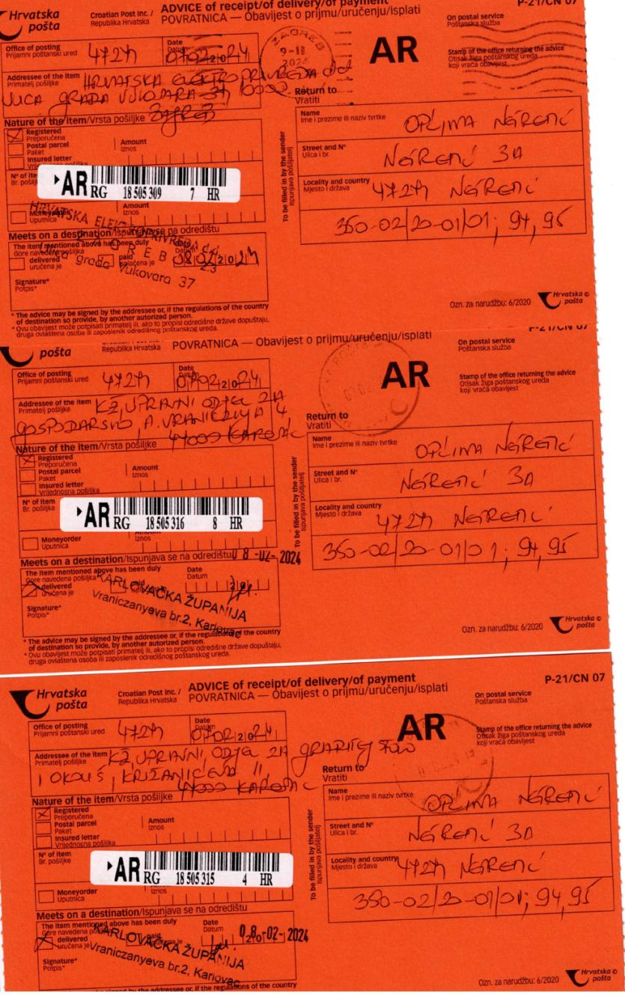 Hrvatska
pošta
Croatian Post Inc. /
Republika Hrvatska
ADVICE of receipt/of delivery/of payment
POVRATNICA — Obavijest o prijmu/uručenju/isplati
P-21/CN 07
On postal service
Poštanska služba
AR
Stamp of the office returning the advice
Otisak žiga poštanskog ureda
koji vraća obavijest
Office of posting
Prijamni poštanski ured
Date
Datum
0702 2024
ZAGREB
Addressee of the item
Primatelj pošiljke
HRVATSKA ELEKTROPRIVREDA d.d.
ULICA GRADA VUKOVARA 37 10000
ZAGREB
Return to
Vratiti
Nature of the item/Vrsta pošiljke
Registered
Preporučena
Postal parcel
Paket
Insured letter
Amount
Iznos
To be filled in by the sender
Ispunjava pošiljatelj
Name
Ime i prezime ili naziv tvrtke
OPĆINA NETRETIĆ
Street and Nº
Ulica i br.
NETRETIĆ 3A
Locality and country
Mjesto i država
47271 NETRETIĆ
350-02/20-01/01; 94, 95
AR RG 18 505 309 7 HR
Moneyorder
Uputnica
Amount
Iznos
Meets on a destination/Ispunjava se na odredištu
The item mentioned above has been duly
Gore navedena pošiljka
delivered
uručena je
paid
isplaćena je
Date
Datum
08022024
HRVATSKA ELEKTROPRIVREDA d.d.
ZAGREB
Ulica grada Vukovara 37
2.3
Signature*
Potpis*
* The advice may be signed by the addressee or, if the regulations of the country
of destination so provide, by another autorized person.
* Ovu obavijest može potpisati primatelj ili, ako to propisi odredišne države dopuštaju,
druga ovlaštena osoba ili zaposlenik odredišnog poštanskog ureda.
Ozn. za narudžbu: 6/2020
Hrvatska
pošta
pošta
Republika Hrvatska
POVRATNICA — Obavijest o prijmu/uručenju/isplati
P-21/CN 07
On postal service
Poštanska služba
AR
Stamp of the office returning the advice
Otisak žiga poštanskog ureda
koji vraća obavijest
Office of posting
Prijamni poštanski ured
47271
Date
Datum
0702 2024
Addressee of the item
Primatelj pošiljke
KŽ, UPRAVNI ODJEL ZA
GOSPODARSTVO, A. VRANICZANYA 4
47000 KARLOVAC
Return to
Vratiti
Nature of the item/Vrsta pošiljke
Registered
Preporučena
Postal parcel
Paket
Insured letter
Vrijednosna pošilika
Amount
Iznos
To be filled in by the sender
Ispunjava pošiljatelj
Name
Ime i prezime ili naziv tvrtke
OPĆINA NETRETIĆ
Street and Nº
Ulica i br.
NETRETIĆ 3A
Locality and country
Mjesto i država
47271 NETRETIĆ
350-02/20-01/01; 94, 95
Nº of item
Br. pošiljke
AR RG 18 505 316 8 HR
Moneyorder
Uputnica
Amount
Iznos
Meets on a destination/Ispunjava se na odredištu
08 -02- 2024
The item mentioned above has been duly
Gore navedena pošiljka
delivered
uručena je
Date
Datum
KARLOVAČKA ŽUPANIJA
Vraniczanyeva br.2, Karlovac
Signature*
Potpis*
* The advice may be signed by the addressee or, if the regulations of the country
of destination so provide, by another autorized person.
* Ovu obavijest može potpisati primatelj ili, ako to propisi odredišne države dopuštaju,
druga ovlaštena osoba ili zaposlenik odredišnog poštanskog ureda.
Ozn. za narudžbu: 6/2020
Hrvatska
pošta
Hrvatska
pošta
Croatian Post Inc. /
Republika Hrvatska
ADVICE of receipt/of delivery/of payment
POVRATNICA — Obavijest o prijmu/uručenju/isplati
P-21/CN 07
On postal service
Poštanska služba
AR
Stamp of the office returning the advice
Otisak žiga poštanskog ureda
koji vraća obavijest
Office of posting
Prijamni poštanski ured
47271
Date
Datum
0702 2024
Addressee of the item
Primatelj pošiljke
KŽ, UPRAVNI ODJEL ZA GRADITELJSTVO
I OKOLIŠ, KRIŽANIĆEVA 11,
47000 KARLOVAC
Return to
Vratiti
Nature of the item/Vrsta pošiljke
Registered
Preporučena
Postal parcel
Paket
Insured letter
Vrijednosna pošilika
Amount
Iznos
To be filled in by the sender
Ispunjava pošiljatelj
Name
Ime i prezime ili naziv tvrtke
OPĆINA NETRETIĆ
Street and Nº
Ulica i br.
NETRETIĆ 3A
Locality and country
Mjesto i država
47271 NETRETIĆ
350-02/20-01/01; 94, 95
Nº of item
Br. pošiljke
AR RG 18 505 315 4 HR
Moneyorder
Uputnica
Iznos
Meets on a destination/Ispunjava se na odredištu
The item mentioned above has been duly
Gore navedena pošiljka
delivered
uručena je
Date
Datum
08 -02- 2024
KARLOVAČKA ŽUPANIJA
Vraniczanyeva br.2, Karlovac
Signature*
Potpis*
signed by the addressee or, if the regulations of the country
Ozn. za narudžbu: 6/2020
Hrvatska
pošta